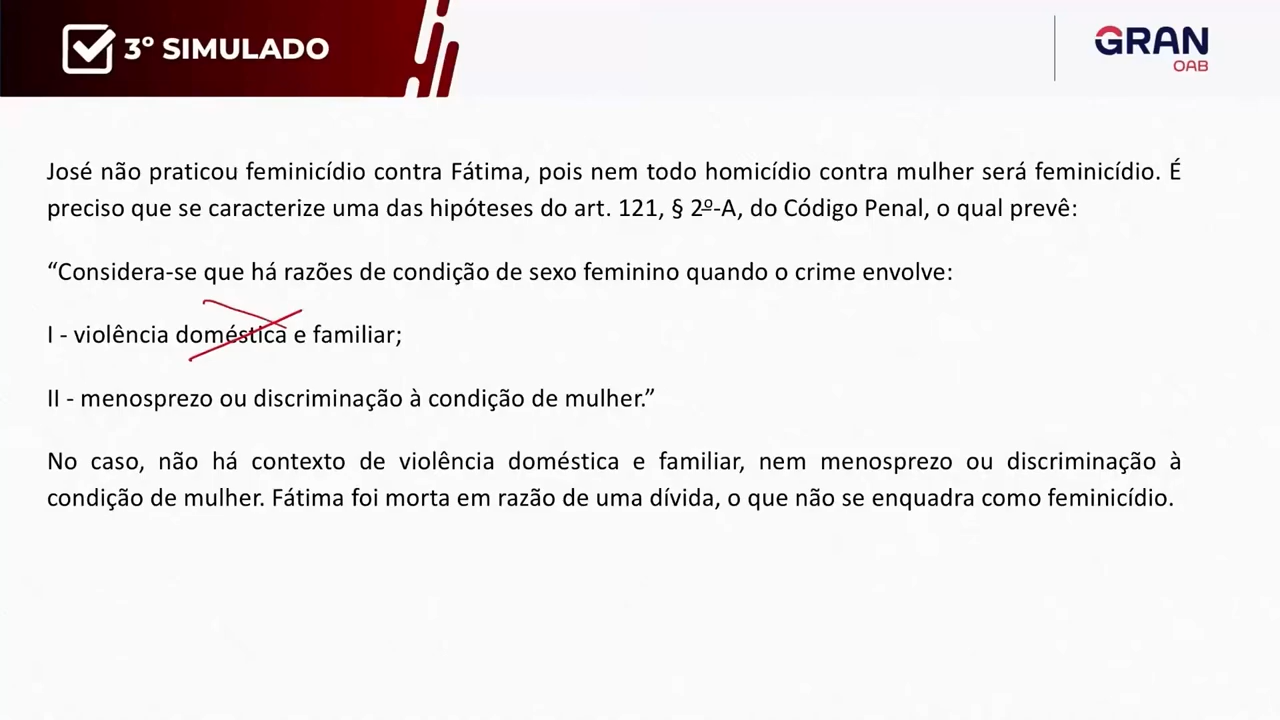 3º SIMULADO
GRAN
OAB
José não praticou feminicídio contra Fátima, pois nem todo homicídio contra mulher será feminicídio. É
preciso que se caracterize uma das hipóteses do art. 121, § 2º-A, do Código Penal, o qual prevê:
“Considera-se que há razões de condição de sexo feminino quando o crime envolve:
I - violência doméstica e familiar;
II - menosprezo ou discriminação à condição de mulher.”
No caso, não há contexto de violência doméstica e familiar, nem menosprezo ou discriminação à
condição de mulher. Fátima foi morta em razão de uma dívida, o que não se enquadra como feminicídio.